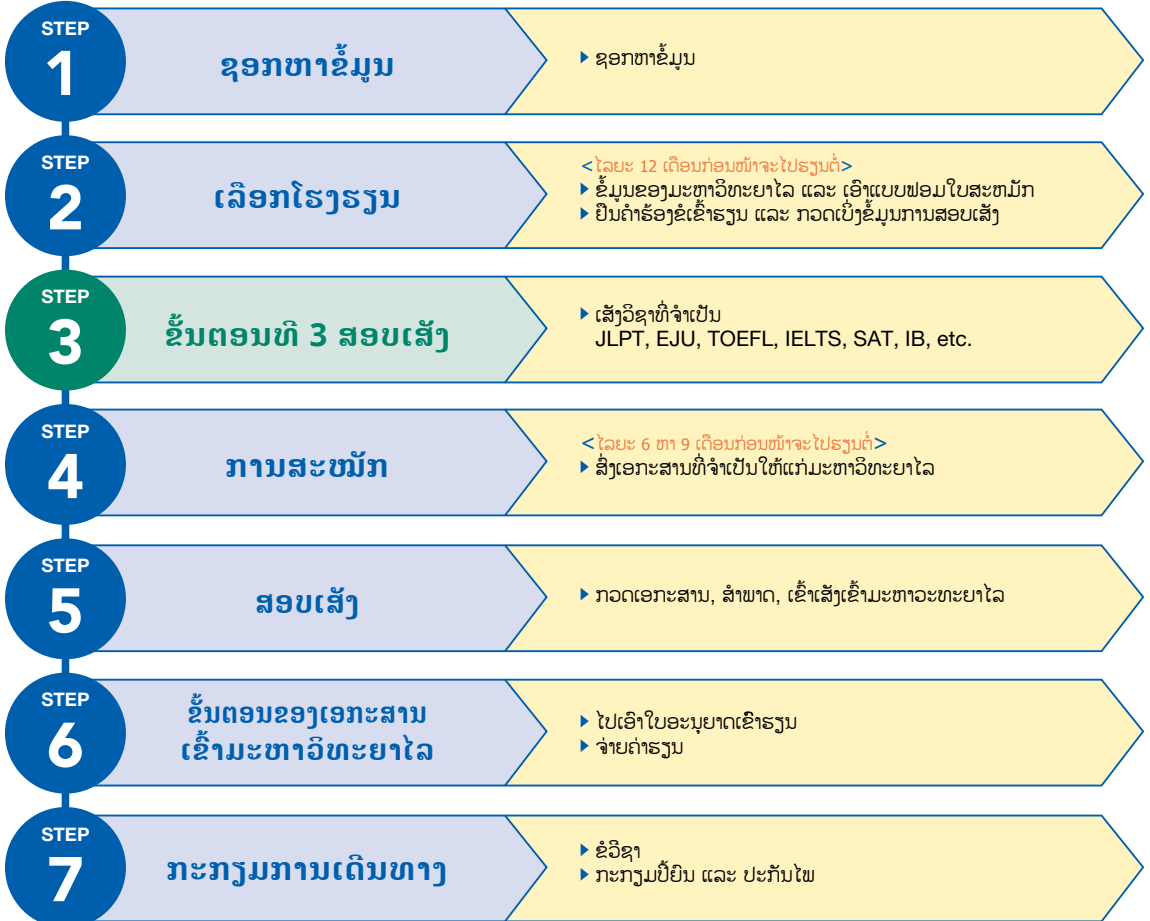 STEP
1
ຊອກຫາຂໍ້ມູນ
▶ ຊອກຫາຂໍ້ມູນ
STEP
2
ເລືອກໂຮງຮຽນ
<ໄລຍະ 12 ເດືອນກ່ອນໜ້າຈະໄປຮຽນຕໍ່>
▶ ຂໍ້ມູນຂອງມະຫາວິທະຍາໄລ ແລະ ເອົາແບບຟອມໃບສະຫມັກ
▶ ຢືນຄໍາຮ້ອງຂໍເຂົ້າຮຽນ ແລະ ກວດເບິ່ງຂໍ້ມູນການສອບເສັງ
STEP
3
ຂັ້ນຕອນທີ 3 ສອບເສັງ
▶ ເສັງວິຊາທີ່ຈໍາເປັນ
JLPT, EJU, TOEFL, IELTS, SAT, IB, etc.
STEP
4
ການສະໝັກ
<ໄລຍະ 6 ຫາ 9 ເດືອນກ່ອນໜ້າຈະໄປຮຽນຕໍ່>
▶ ສົ່ງເອກະສານທີ່ຈໍາເປັນໃຫ້ແກ່ມະຫາວິທະຍາໄລ
STEP
5
ສອບເສັງ
▶ ກວດເອກະສານ, ສໍາພາດ, ເຂົ້າເສັງເຂົ້າມະຫາວະທະຍາໄລ
STEP
6
ຂັ້ນຕອນຂອງເອກະສານ
ເຂົ້າມະຫາວິທະຍາໄລ
▶ ໄປເອົາໃບອະນຸຍາດເຂົ້າຮຽນ
▶ ຈ່າຍຄ່າຮຽນ
STEP
7
ກະກຽມການເດີນທາງ
▶ ຂໍວີຊາ
▶ ກະກຽມປີ້ຍົນ ແລະ ປະກັນໄພ